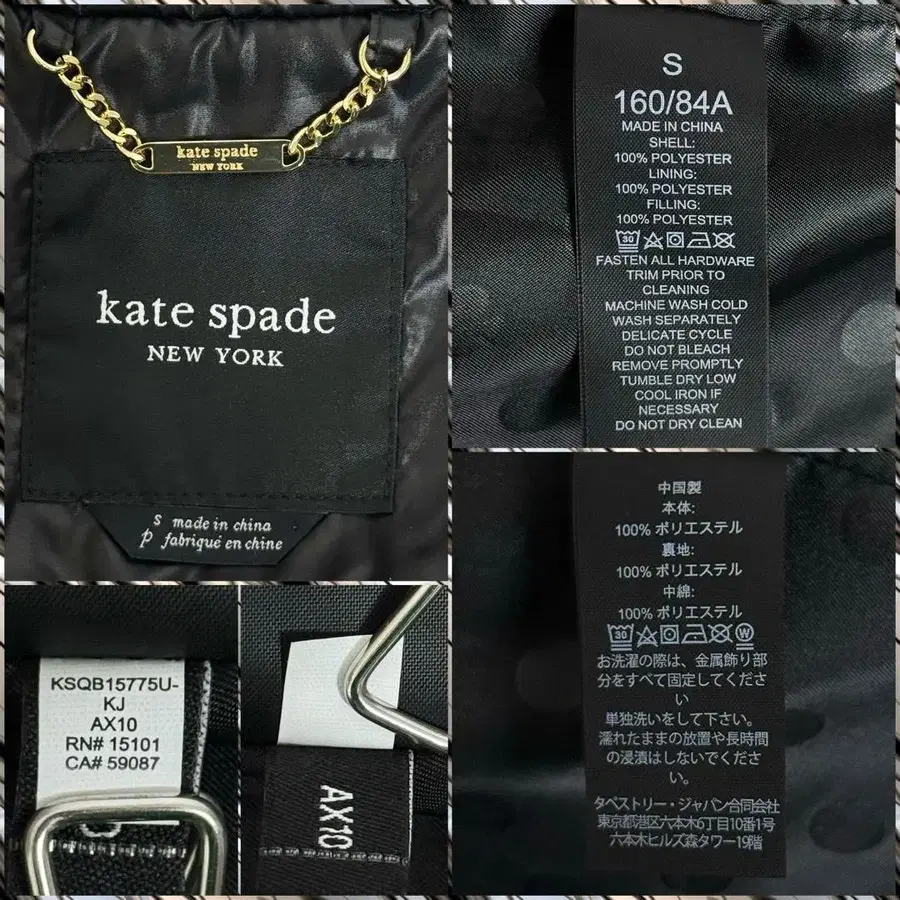 kate spade
NEW YORK
kate spade
NEW YORK
s made in china
p fabriqué en chine
S
160/84A
MADE IN CHINA
SHELL:
100% POLYESTER
LINING:
100% POLYESTER
FILLING:
100% POLYESTER
30
FASTEN ALL HARDWARE
TRIM PRIOR TO
CLEANING
MACHINE WASH COLD
WASH SEPARATELY
DELICATE CYCLE
DO NOT BLEACH
REMOVE PROMPTLY
TUMBLE DRY LOW
COOL IRON IF
NECESSARY
DO NOT DRY CLEAN
KSQB15775U-
KJ
AX10
RN# 15101
CA# 59087
AX10
中国製
本体:
100% ポリエステル
裏地:
100% ポリエステル
中綿:
100% ポリエステル
30 W
お洗濯の際は、金属飾り部
分をすべて固定してくださ
い
単独洗いをして下さい。
濡れたままの放置や長時間
の浸漬はしないでくださ
い。
タペストリー・ジャパン合同会社
東京都港区六本木6丁目10番1号
六本木ヒルズ森タワー19階